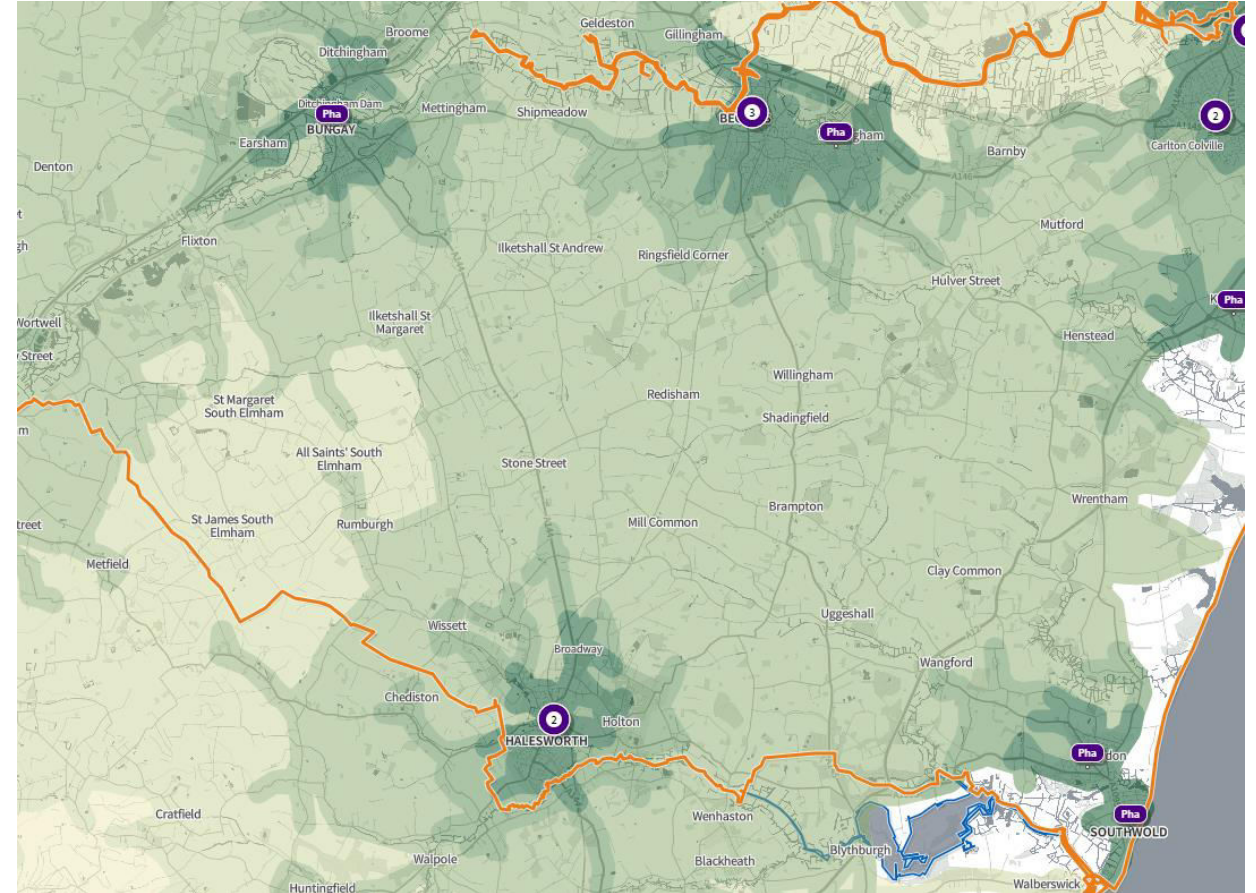 Geldeston
Broome
Gillingham
Ditchingham
Ditchingham Dam
Pha
BUNGAY
Mettingham
Shipmeadow
3
Pha
2
Earsham
Barnby
Carlton Colville
Denton
A146
Mutford
Flixton
Ilketshall St Andrew
Ringsfield Corner
Hulver Street
Pha
Ilketshall St
Margaret
Wortwell
Henstead
Street
Willingham
St Margaret
South Elmham
Redisham
Shadingfield
All Saints' South
Elmham
Stone Street
Wrentham
Brampton
St James South
Elmham
Rumburgh
Mill Common
Metfield
Clay Common
Uggeshall
Wissett
Broadway
Wangford
Chediston
2
Holton
HALESWORTH
Pha
Cratfield
Wenhaston
Pha
SOUTHWOLD
Blythburgh
Walpole
Blackheath
Huntingfield
Walberswick